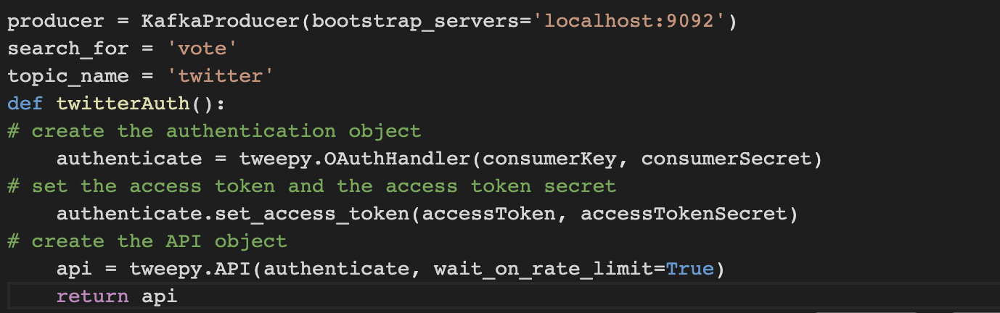 producer = KafkaProducer(bootstrap_servers='localhost:9092')
search_for = 'vote'
topic_name = 'twitter'
def twitterAuth():
# create the authentication object
    authenticate = tweepy.OAuthHandler(consumerKey, consumerSecret)
# set the access token and the access token secret
    authenticate.set_access_token(accessToken, accessTokenSecret)
# create the API object
    api = tweepy.API(authenticate, wait_on_rate_limit=True)
    return api